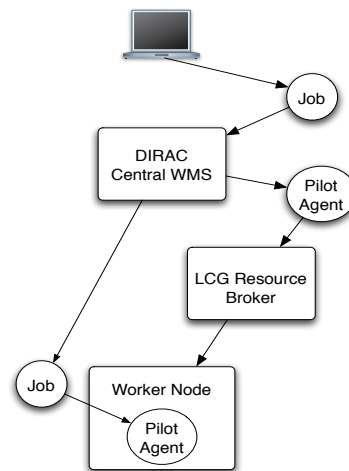 Job
DIRAC
Central WMS
Pilot
Agent
LCG Resource
Broker
Job
Worker Node
Pilot
Agent